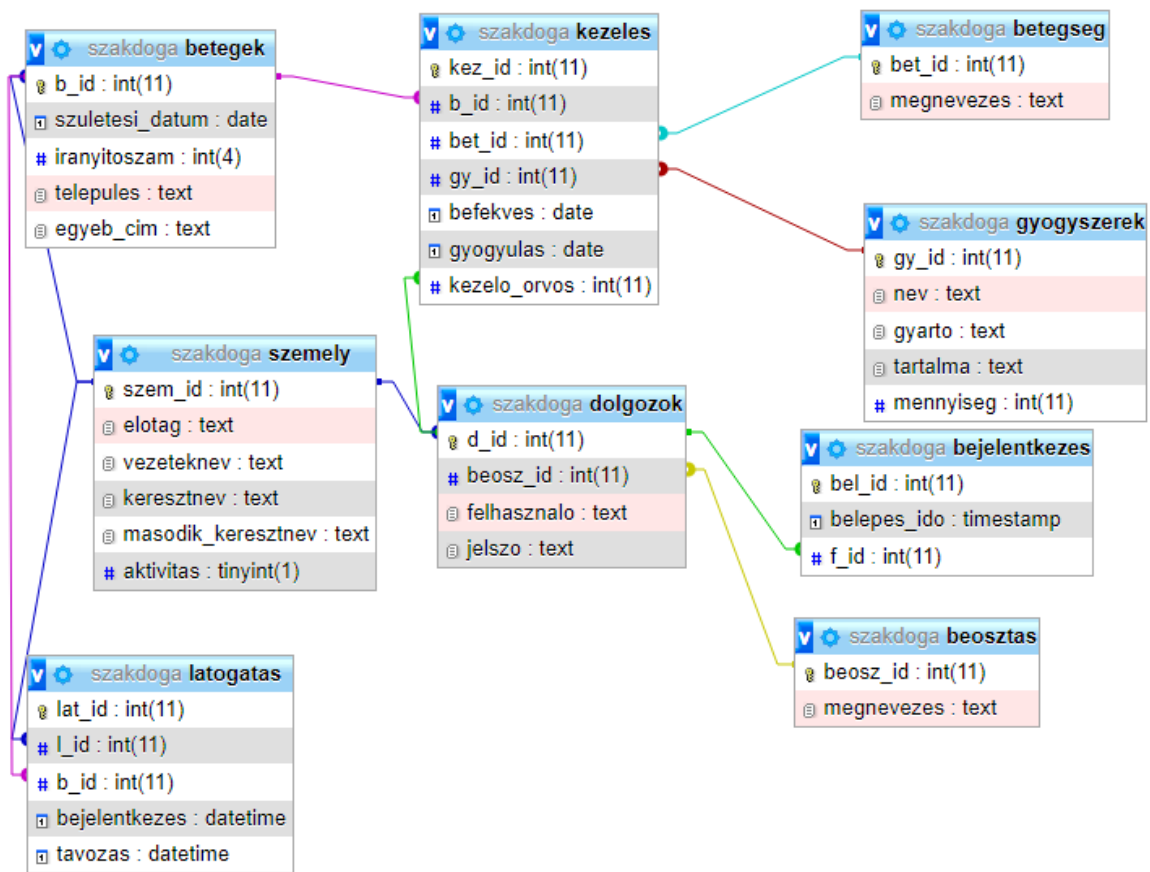 szakdoga betegek
b_id : int(11)
szuletesi_datum : date
iranyitoszam : int(4)
telepules : text
egyeb_cim : text
szakdoga kezeles
kez_id : int(11)
b_id : int(11)
bet_id : int(11)
gy_id : int(11)
befekves : date
gyogyulas : date
kezelo_orvos : int(11)
szakdoga betegseg
bet_id : int(11)
megnevezes : text
szakdoga gyogyszerek
gy_id : int(11)
nev : text
gyarto : text
tartalma : text
mennyiseg : int(11)
szakdoga szemely
szem_id : int(11)
elotag : text
vezeteknev : text
keresztnev : text
masodik_keresztnev : text
aktivitas : tinyint(1)
szakdoga dolgozok
d_id : int(11)
beosz_id : int(11)
felhasznalo : text
jelszo : text
szakdoga bejelentkezes
bel_id : int(11)
belepes_ido : timestamp
f_id : int(11)
szakdoga beosztas
beosz_id : int(11)
megnevezes : text
szakdoga latogatas
lat_id : int(11)
l_id : int(11)
b_id : int(11)
bejelentkezes : datetime
tavozas : datetime